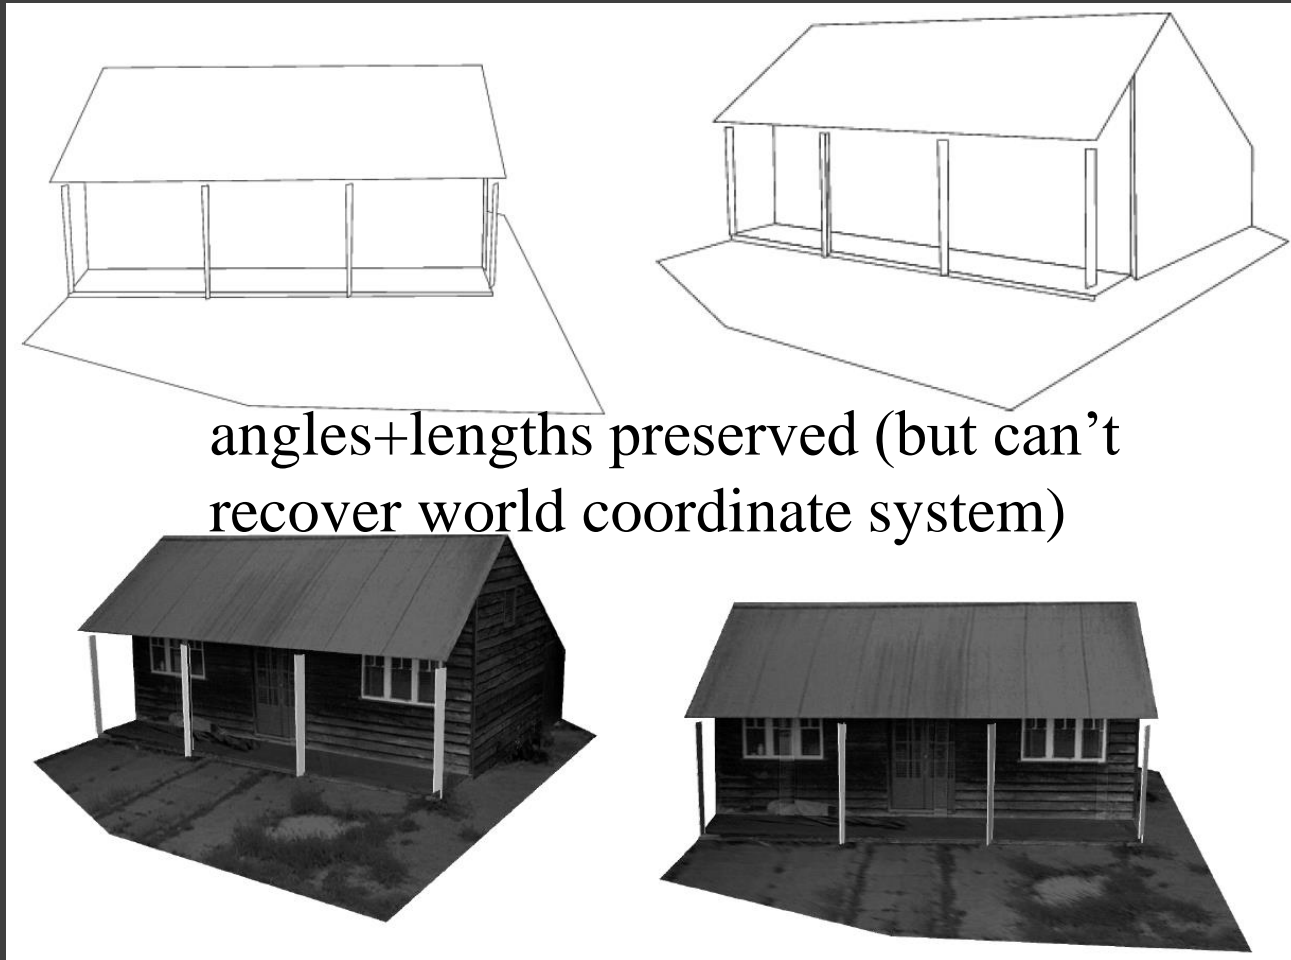 angles+lengths preserved (but can’t
recover world coordinate system)